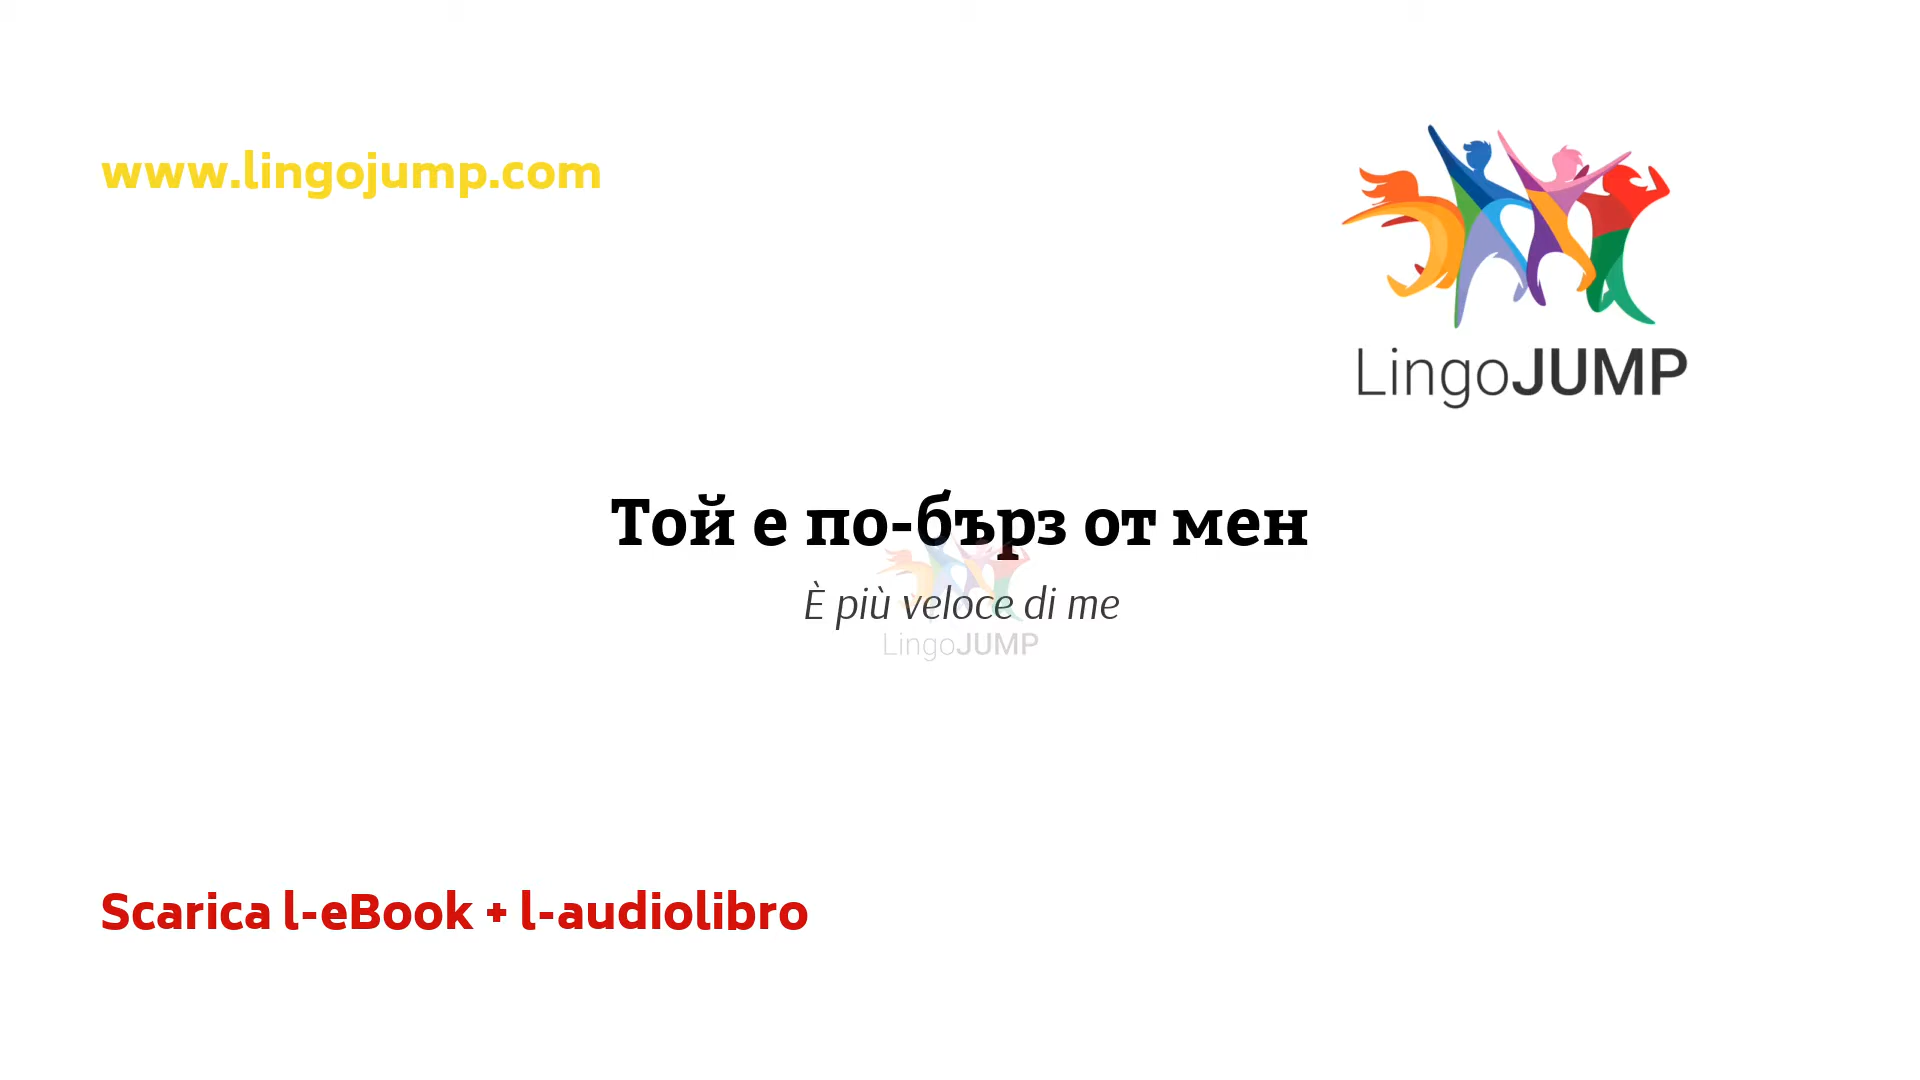 www.lingojump.com
LingoJUMP
Той е по-бърз от мен
È più veloce di me
LingoJUMP
Scarica l-eBook + l-audiolibro